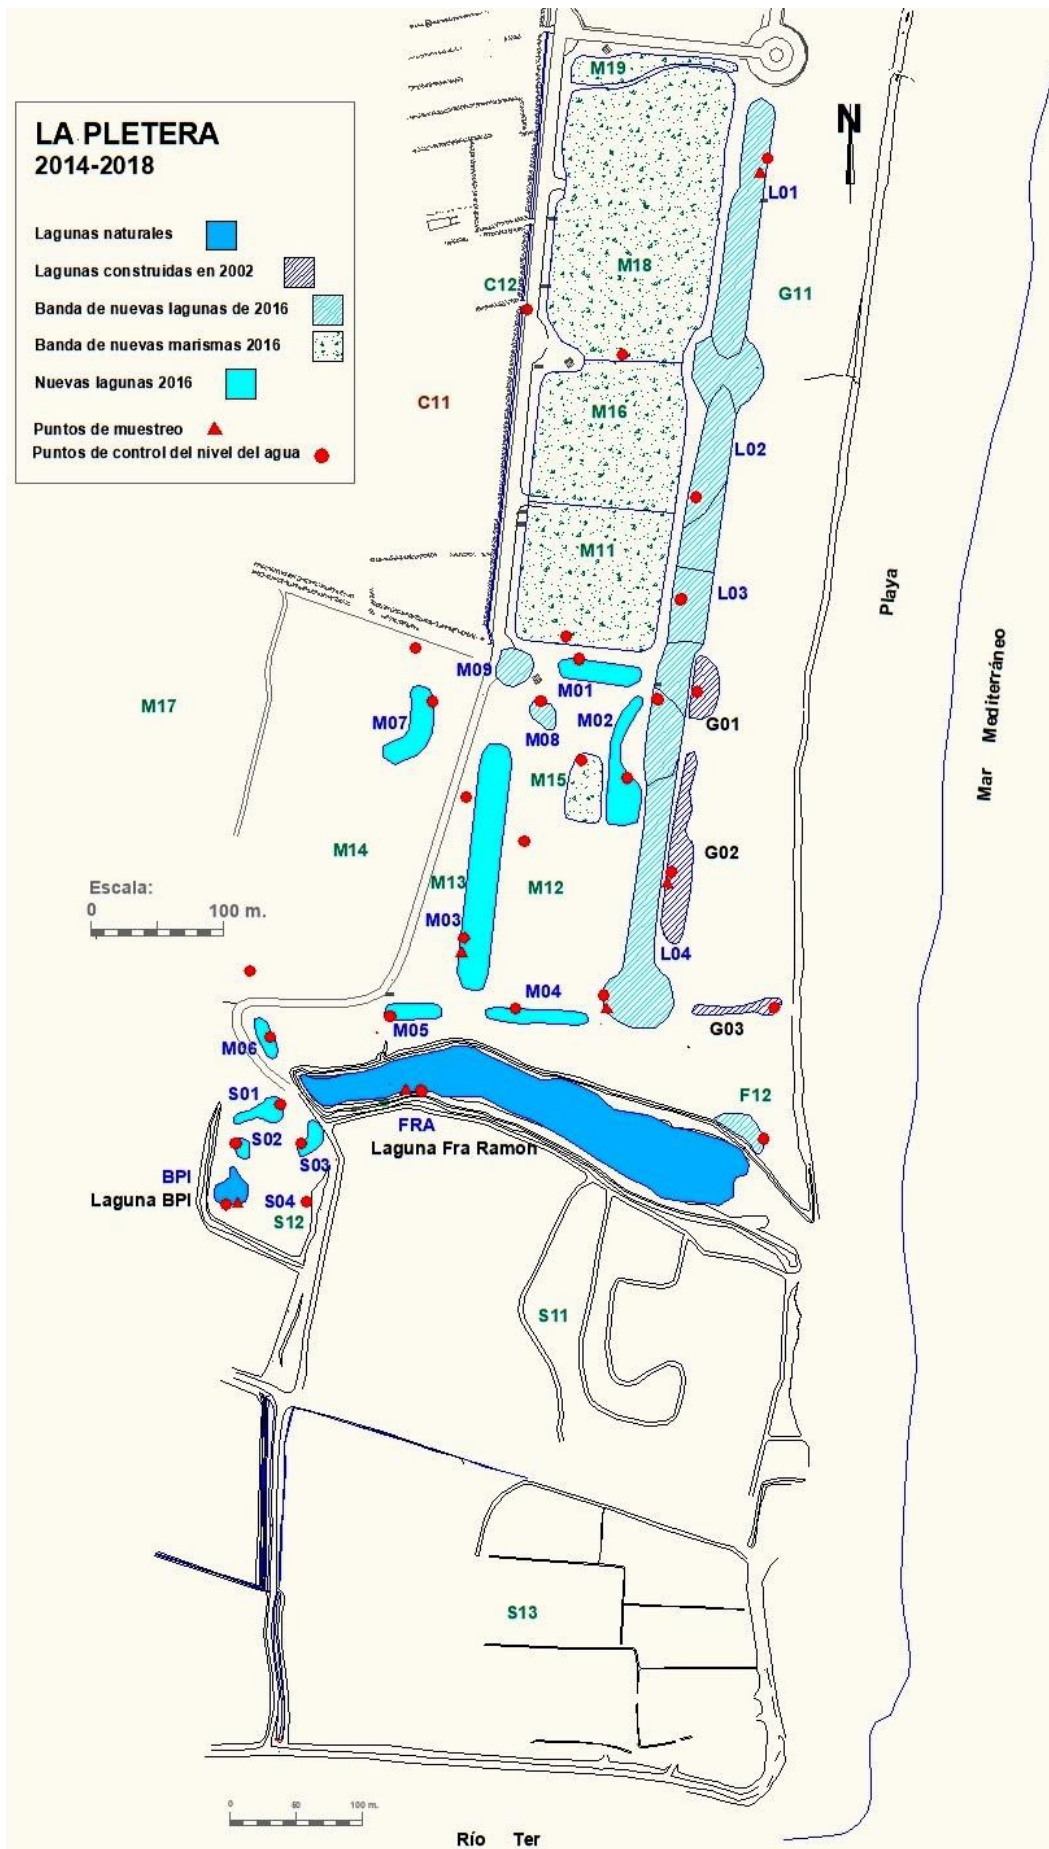 M19
LA PLETERA
2014-2018
N
L01
Lagunas naturales
Lagunas construidas en 2002
M18
C12
G11
Banda de nuevas lagunas de 2016
Banda de nuevas marismas 2016
Nuevas lagunas 2016
C11
M16
Puntos de muestreo
Puntos de control del nivel del agua
L02
M11
L03
Playa
M09
M01
M17
M07
M02
G01
M08
Mar Mediterráneo
M15
M14
G02
M13
M12
Escala:
0 100 m.
M03
L04
M04
M05
G03
M06
S01
F12
FRA
S02
Laguna Fra Ramon
S03
BPI
Laguna BPI
S04
S12
S11
S13
0 50 100 m.
Río Ter